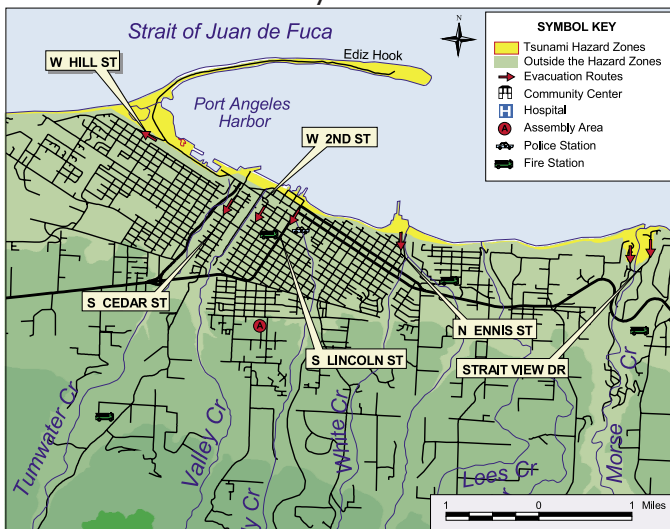 Strait of Juan de Fuca
N
SYMBOL KEY
Tsunami Hazard Zones
Outside the Hazard Zones
Evacuation Routes
Community Center
H Hospital
A Assembly Area
Police Station
Fire Station
W HILL ST
Ediz Hook
Port Angeles
Harbor
W 2ND ST
S CEDAR ST
N ENNIS ST
A
S LINCOLN ST
STRAIT VIEW DR
Tumwater Cr
Valley Cr
y Cr
White Cr
Lees Cr
Morse Cr
1 0 1 Miles